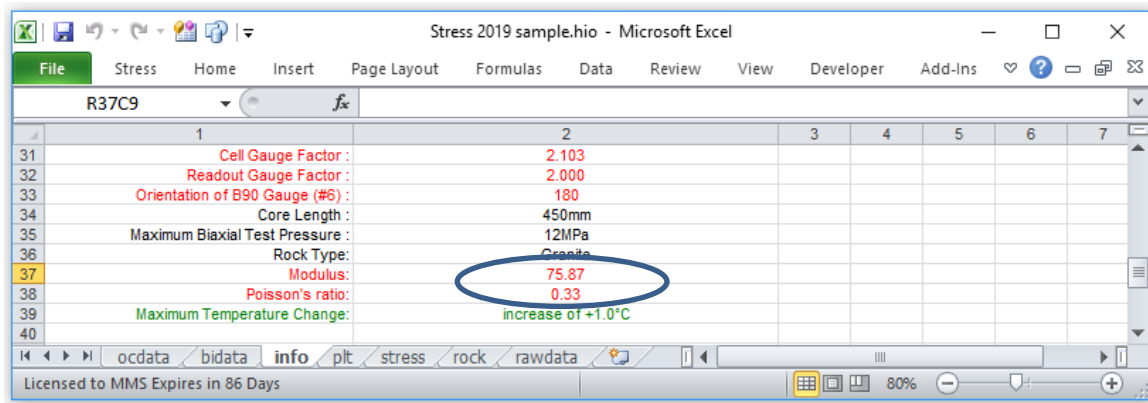 Stress 2019 sample.hio - Microsoft Excel
File Stress Home Insert Page Layout Formulas Data Review View Developer Add-Ins
R37C9 fx
1 2 3 4 5 6 7
31 Cell Gauge Factor : 2.103
32 Readout Gauge Factor : 2.000
33 Orientation of B90 Gauge (#6) : 180
34 Core Length : 450mm
35 Maximum Biaxial Test Pressure : 12MPa
36 Rock Type: Granite
37 Modulus: 75.87
38 Poisson's ratio: 0.33
39 Maximum Temperature Change: increase of +1.0°C
40
ocdata bidata info plt stress rock rawdata
Licensed to MMS Expires in 86 Days 80%